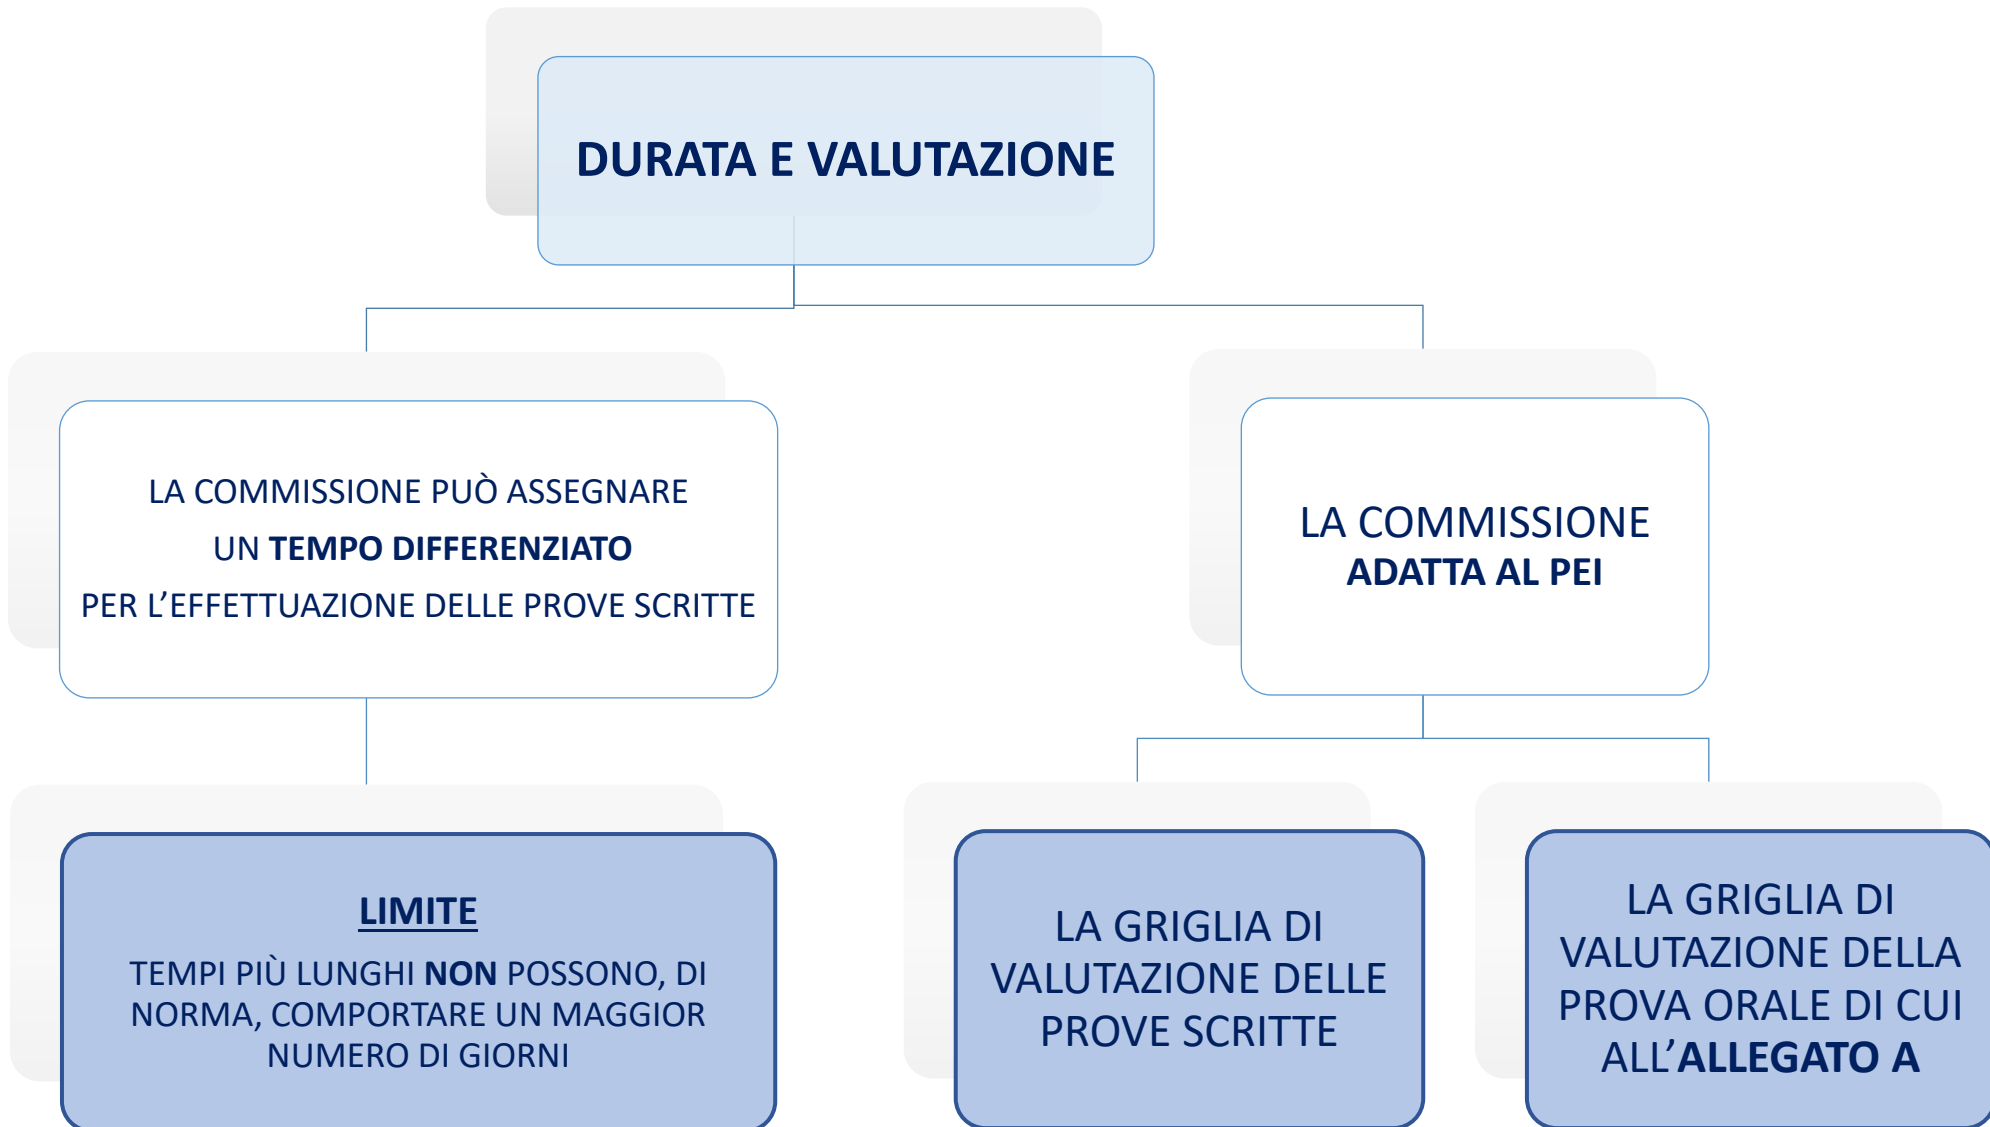 DURATA E VALUTAZIONE
LA COMMISSIONE PUÒ ASSEGNARE
UN TEMPO DIFFERENZIATO
PER L’EFFETTUAZIONE DELLE PROVE SCRITTE
LA COMMISSIONE
ADATTA AL PEI
LIMITE
TEMPI PIÙ LUNGHI NON POSSONO, DI
NORMA, COMPORTARE UN MAGGIOR
NUMERO DI GIORNI
LA GRIGLIA DI
VALUTAZIONE DELLE
PROVE SCRITTE
LA GRIGLIA DI
VALUTAZIONE DELLA
PROVA ORALE DI CUI
ALL’ALLEGATO A